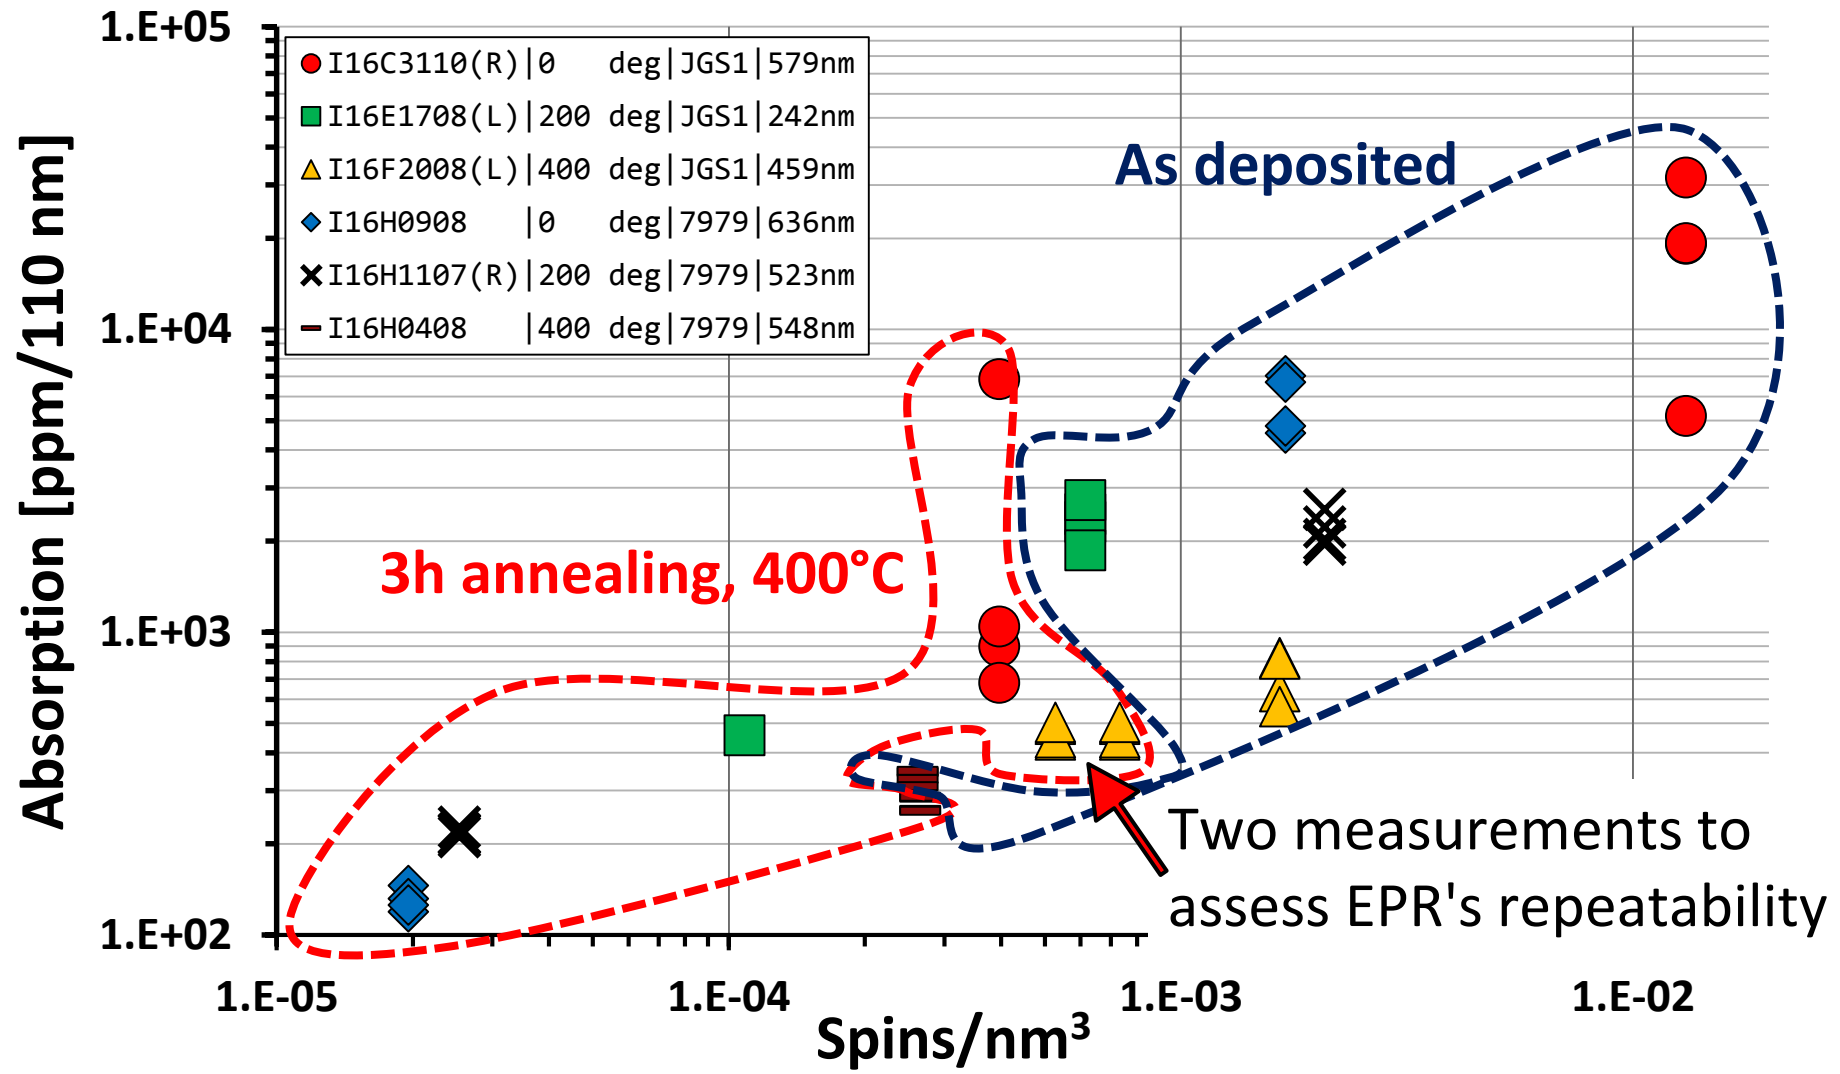 1.E+05
I16C3110(R)|0 deg|JGS1|579nm
I16E1708(L)|200 deg|JGS1|242nm
I16F2008(L)|400 deg|JGS1|459nm
I16H0908 |0 deg|7979|636nm
I16H1107(R)|200 deg|7979|523nm
I16H0408 |400 deg|7979|548nm
As deposited
1.E+04
3h annealing, 400°C
1.E+03
Two measurements to
assess EPR's repeatability
1.E+02
1.E-05
1.E-04
1.E-03
1.E-02
Spins/nm³
Absorption [ppm/110 nm]